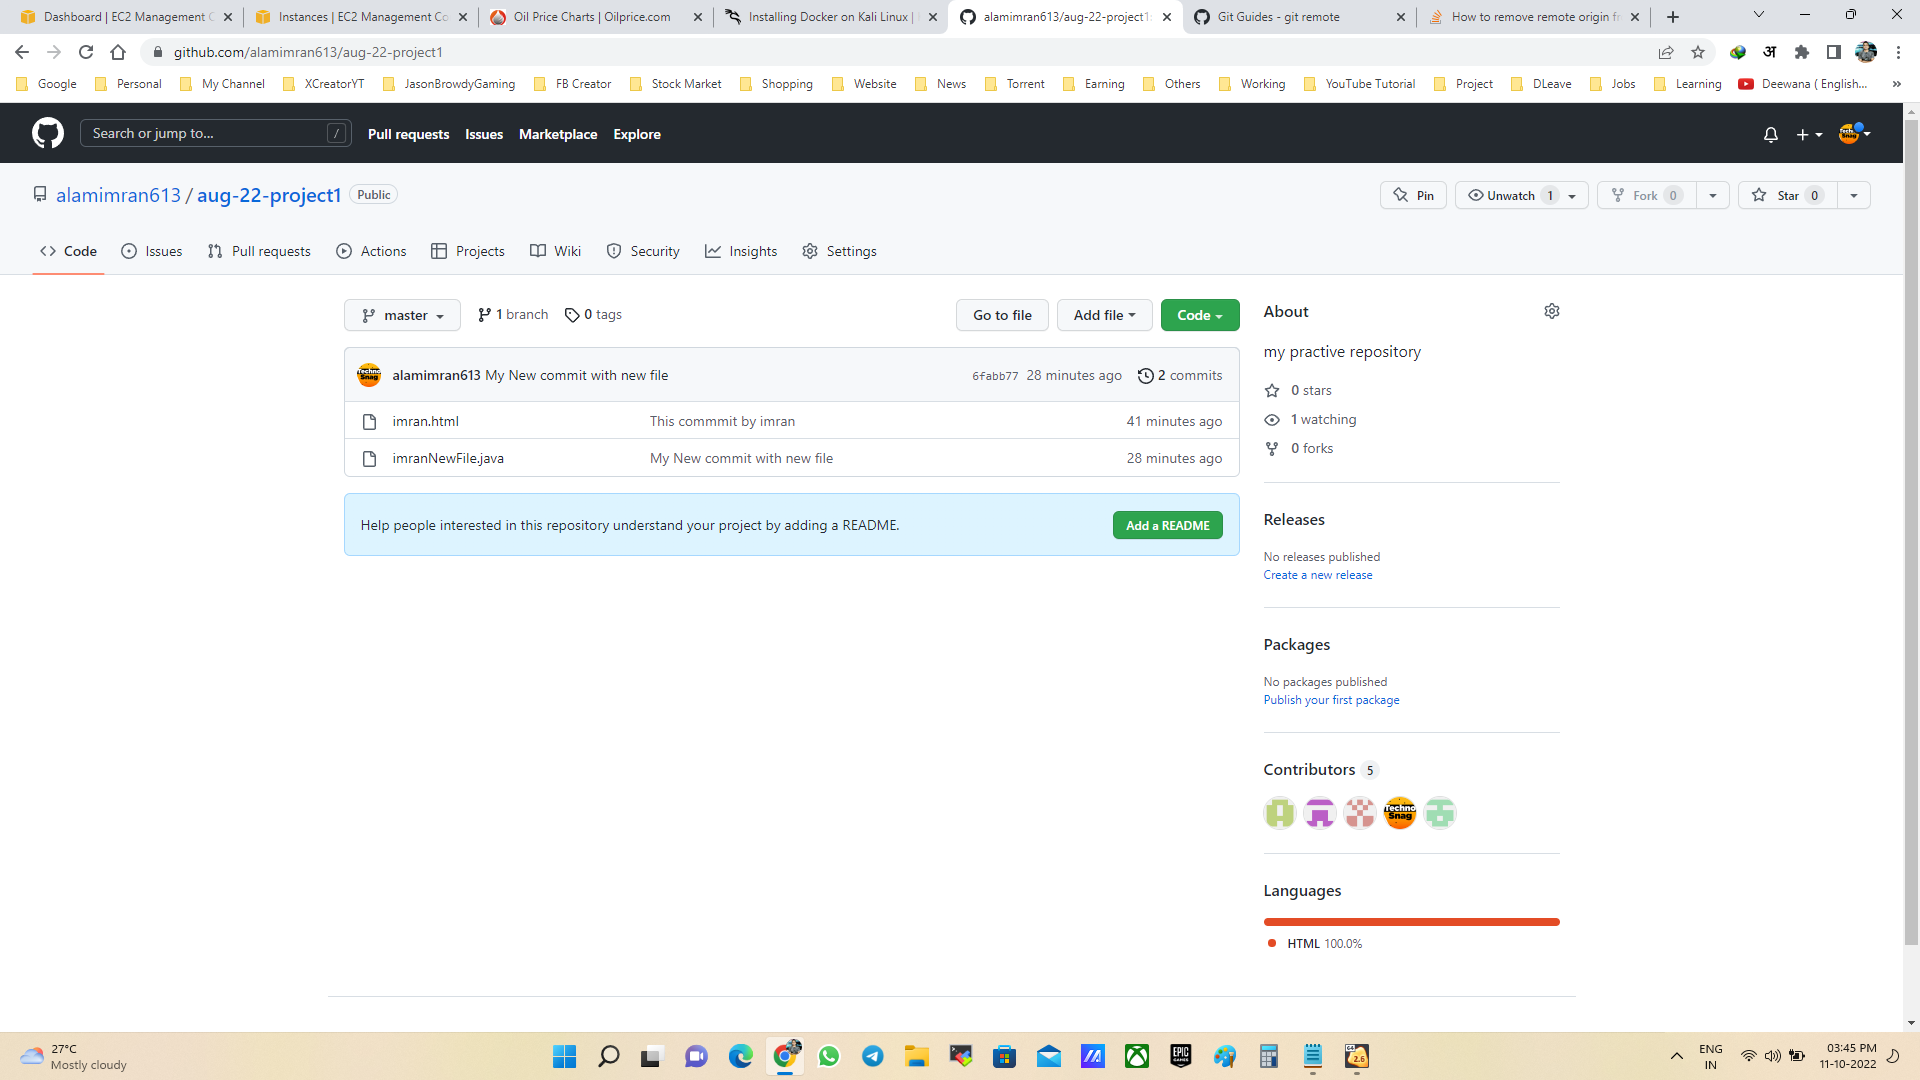 Dashboard | EC2 Management C
Instances | EC2 Management Co
Oil Price Charts | Oilprice.com
Installing Docker on Kali Linux |
alamimran613/aug-22-project1:
Git Guides - git remote
How to remove remote origin fr
github.com/alamimran613/aug-22-project1
अ
Google
Personal
My Channel
XCreatorYT
JasonBrowdyGaming
FB Creator
Stock Market
Shopping
Website
News
Torrent
Earning
Others
Working
YouTube Tutorial
Project
DLeave
Jobs
Learning
Deewana ( English...
»
Search or jump to...
/
Pull requests
Issues
Marketplace
Explore
alamimran613 / aug-22-project1
Public
Pin
Unwatch 1
Fork 0
Star 0
Code
Issues
Pull requests
Actions
Projects
Wiki
Security
Insights
Settings
master
1 branch
0 tags
Go to file
Add file
Code
alamimran613 My New commit with new file
6fabb77 28 minutes ago
2 commits
imran.html
This commmit by imran
41 minutes ago
imranNewFile.java
My New commit with new file
28 minutes ago
Help people interested in this repository understand your project by adding a README.
Add a README
About
my practive repository
0 stars
1 watching
0 forks
Releases
No releases published
Create a new release
Packages
No packages published
Publish your first package
Contributors 5
Techno
Snag
Languages
HTML 100.0%
27°C
Mostly cloudy
EPIC
GAMES
ENG
IN
03:45 PM
11-10-2022